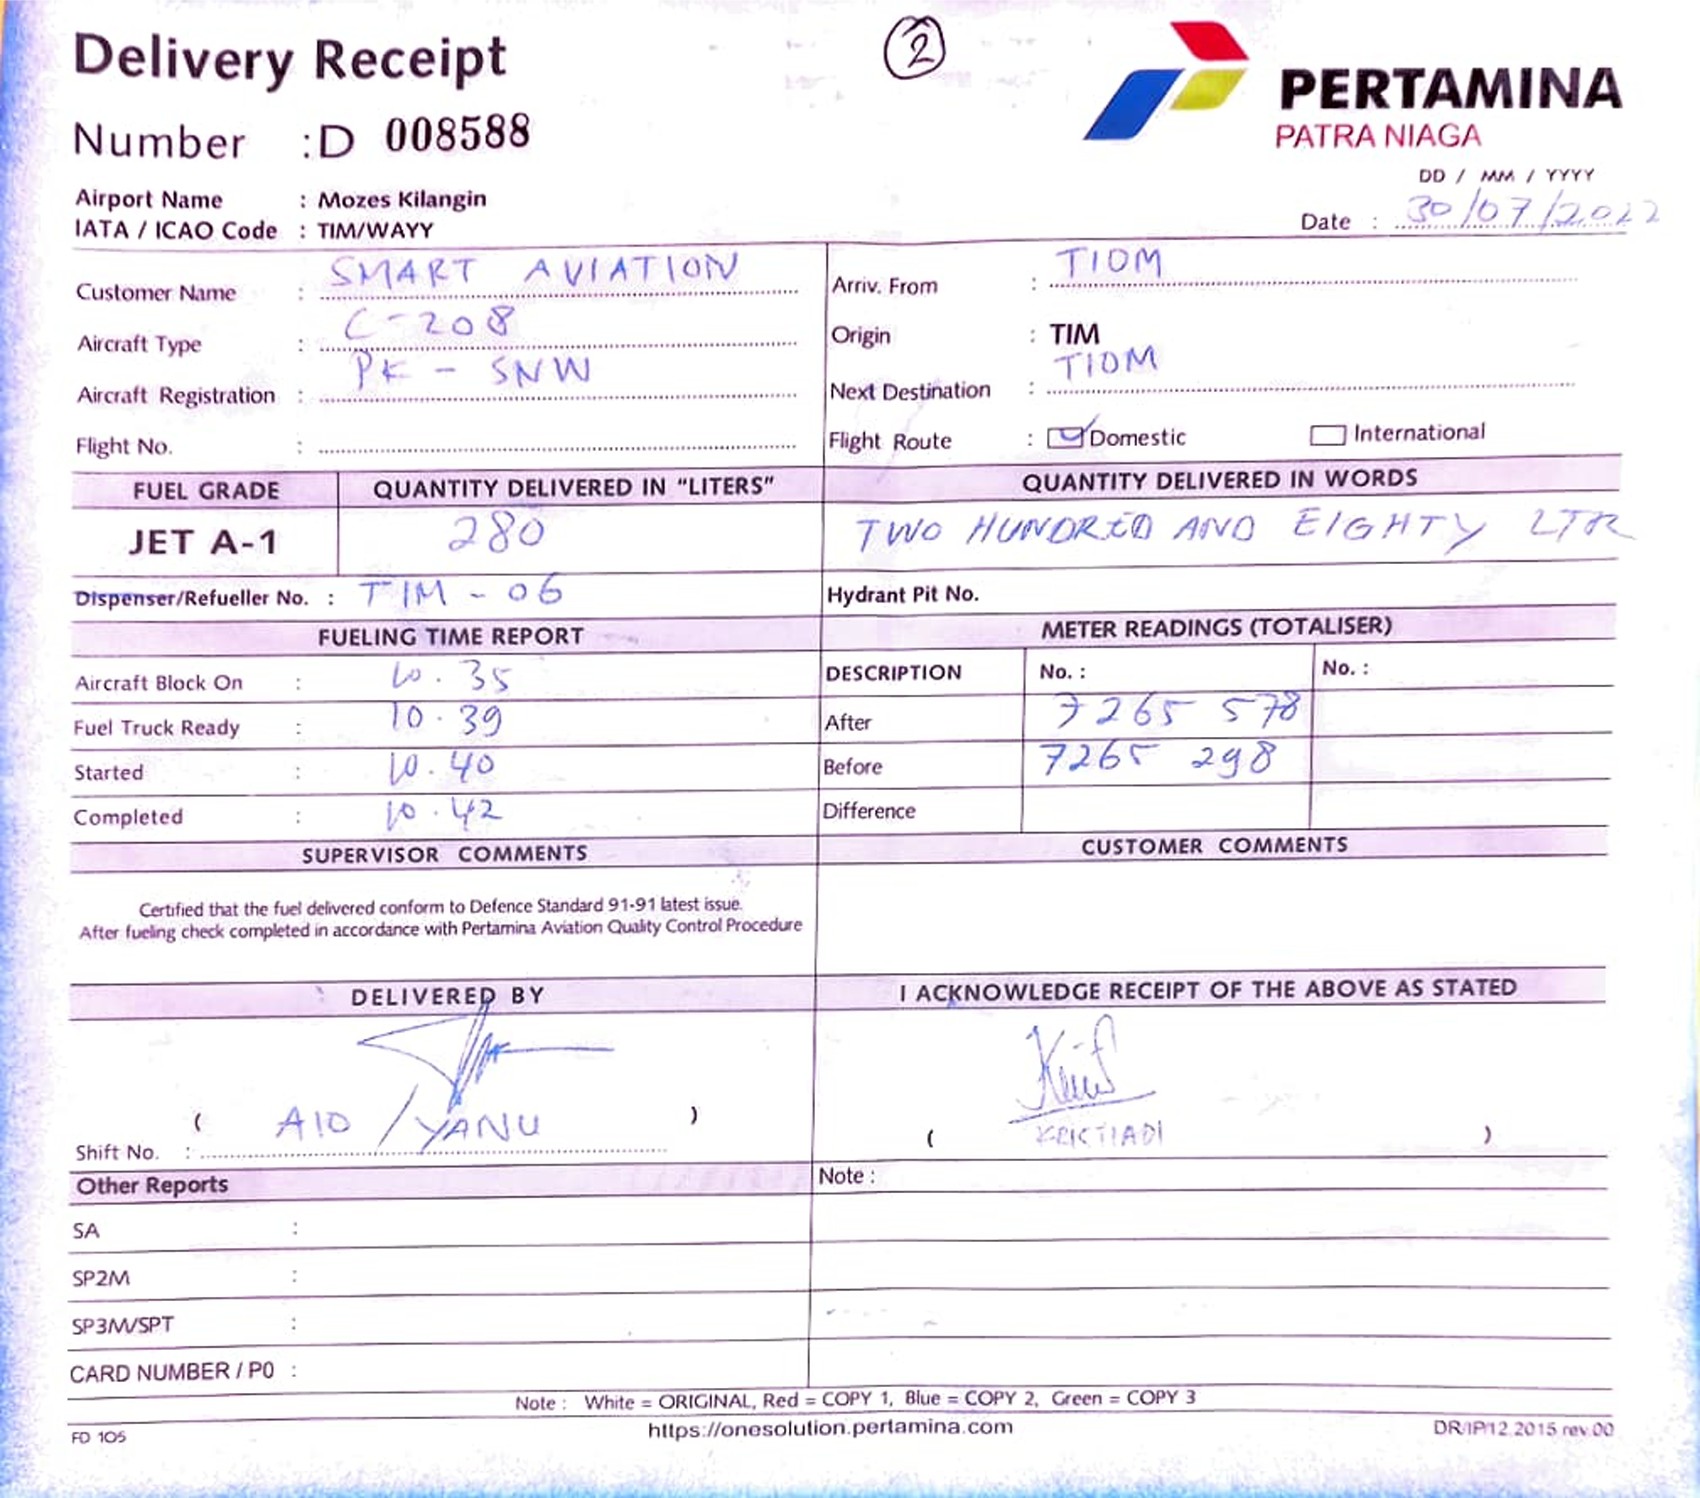 Delivery Receipt
2
PERTAMINA
PATRA NIAGA
Number : D 008588
DD / MM / YYYY
Airport Name : Mozes Kilangin
IATA / ICAO Code : TIM/WAYY
Date : 30/07/2022
Customer Name : SMART AVIATION
Arriv. From : TIOM
Aircraft Type : C-208
Origin : TIM
Aircraft Registration : PK - SNW
Next Destination : TIOM
Flight No. :
Flight Route : Domestic International
FUEL GRADE QUANTITY DELIVERED IN "LITERS" QUANTITY DELIVERED IN WORDS
JET A-1 280 TWO HUNDRED AND EIGHTY LTR
Dispenser/Refueller No. : TIM - 06 Hydrant Pit No.
FUELING TIME REPORT METER READINGS (TOTALISER)
Aircraft Block On : 10.35 DESCRIPTION No. : No. :
Fuel Truck Ready : 10.39 After 7265 578
Started : 10.40 Before 7265 298
Completed : 10.42 Difference
SUPERVISOR COMMENTS CUSTOMER COMMENTS
Certified that the fuel delivered conform to Defence Standard 91-91 latest issue.
After fueling check completed in accordance with Pertamina Aviation Quality Control Procedure
DELIVERED BY I ACKNOWLEDGE RECEIPT OF THE ABOVE AS STATED
( AIO / YANU ) ( KRISTIADI )
Shift No. :
Other Reports Note :
SA :
SP2M :
SP3M/SPT :
CARD NUMBER / P0 :
Note : White = ORIGINAL, Red = COPY 1, Blue = COPY 2, Green = COPY 3
FD 105 https://onesolution.pertamina.com DR/IP/12.2015 rev.00